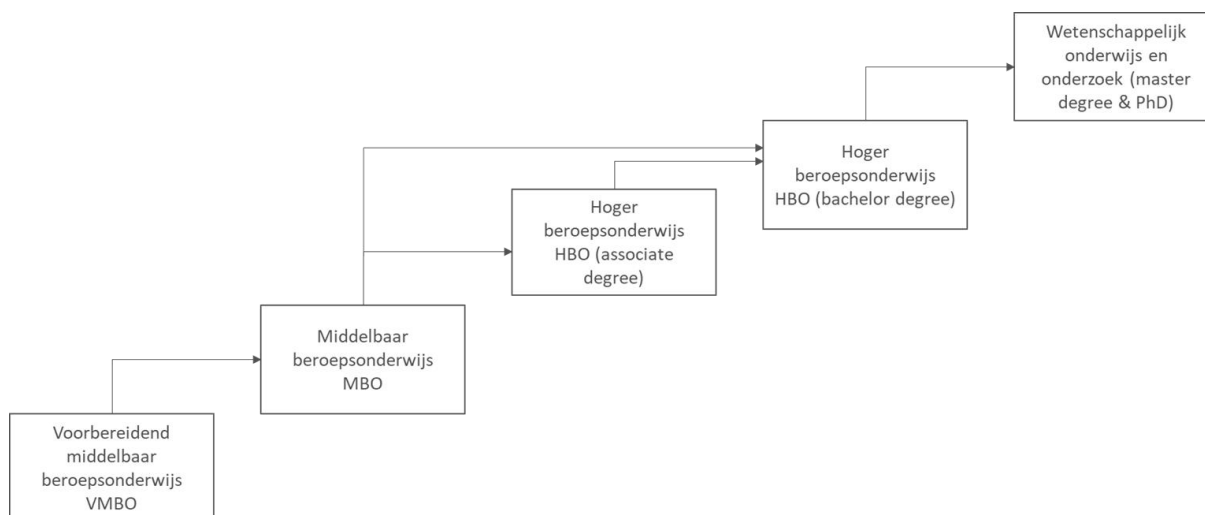 Wetenschappelijk
onderwijs en
onderzoek (master
degree & PhD)
Hoger
beroepsonderwijs
HBO (bachelor degree)
Hoger
beroepsonderwijs
HBO (associate
degree)
Middelbaar
beroepsonderwijs
MBO
Voorbereidend
middelbaar
beroepsonderwijs
VMBO